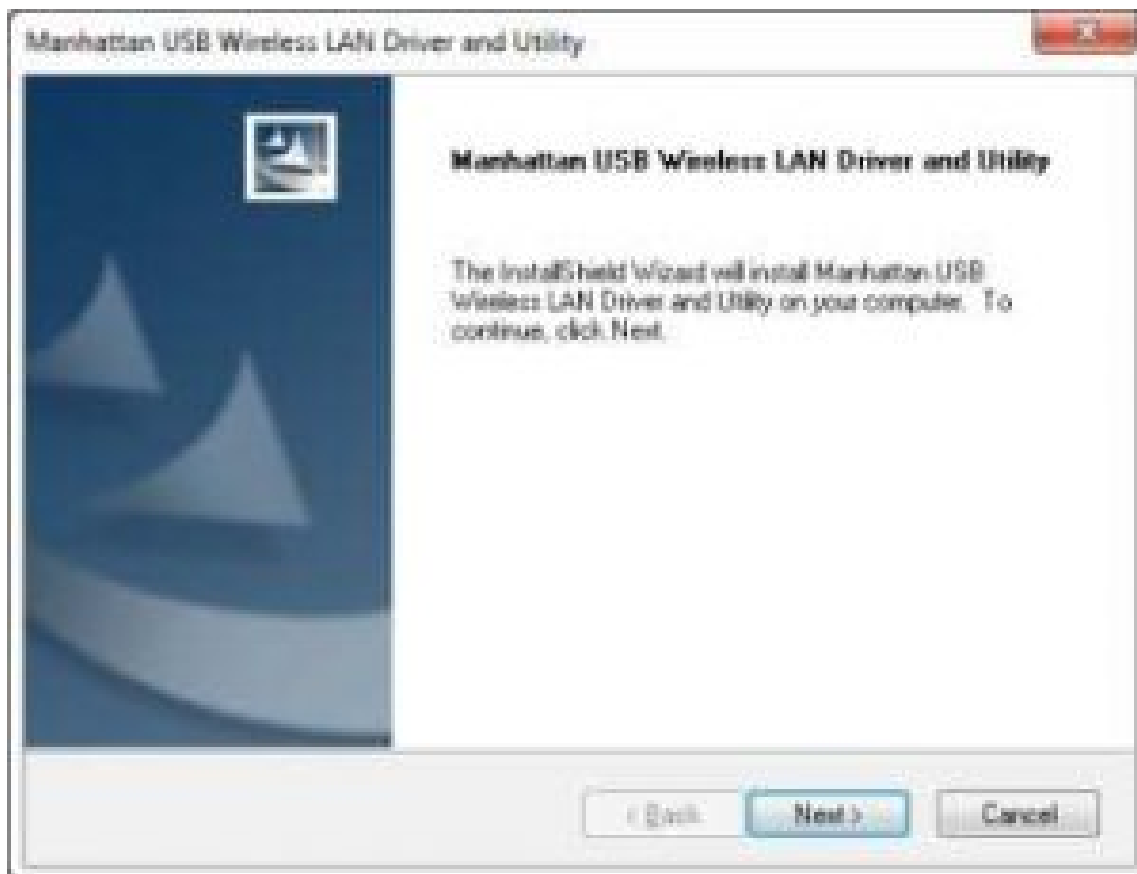 Manhattan USB Wireless LAN Driver and Utility
Manhattan USB Wireless LAN Driver and Utility
The InstallShield Wizard will install Manhattan USB
Wireless LAN Driver and Utility on your computer. To
continue, click Next.
< Back
Next >
Cancel